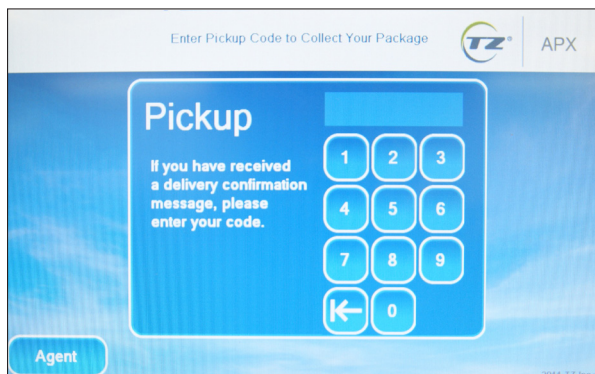 Enter Pickup Code to Collect Your Package
TZ®
APX
Pickup
If you have received
a delivery confirmation
message, please
enter your code.
1 2 3
4 5 6
7 8 9
0
Agent